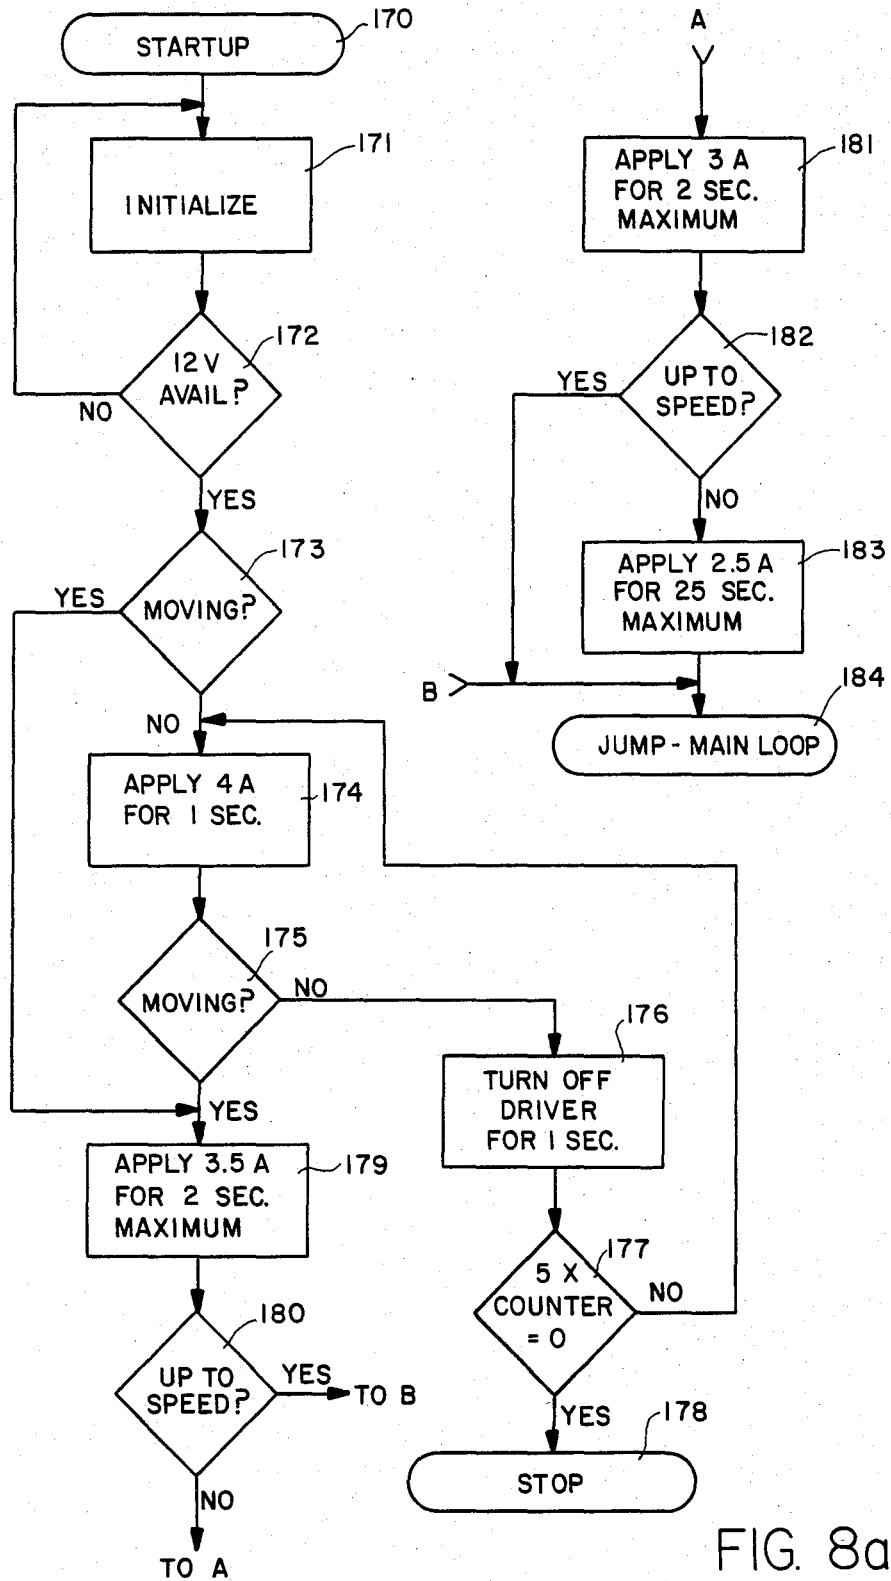 STARTUP
170
INITIALIZE
171
12 V
AVAIL?
172
NO
YES
MOVING?
173
YES
NO
APPLY 4 A
FOR 1 SEC.
174
MOVING?
175
NO
YES
TURN OFF
DRIVER
FOR 1 SEC.
176
5 X
COUNTER
= 0
177
NO
YES
STOP
178
APPLY 3.5 A
FOR 2 SEC.
MAXIMUM
179
UP TO
SPEED?
180
YES
TO B
NO
TO A
A
APPLY 3 A
FOR 2 SEC.
MAXIMUM
181
UP TO
SPEED?
182
YES
NO
APPLY 2.5 A
FOR 25 SEC.
MAXIMUM
183
B
JUMP - MAIN LOOP
184
FIG. 8a